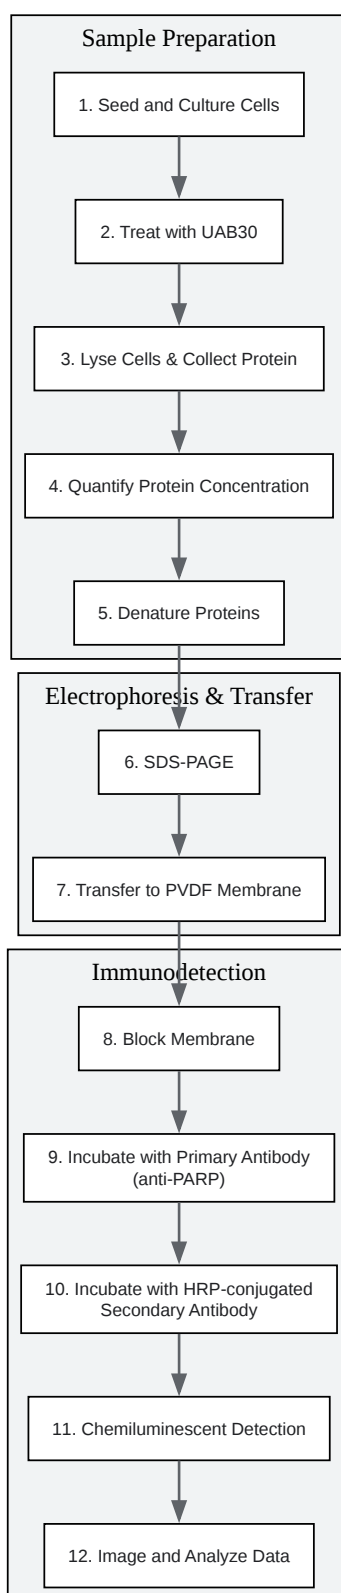 Sample Preparation
1. Seed and Culture Cells
2. Treat with UAB30
3. Lyse Cells & Collect Protein
4. Quantify Protein Concentration
5. Denature Proteins
Electrophoresis & Transfer
6. SDS-PAGE
7. Transfer to PVDF Membrane
Immunodetection
8. Block Membrane
9. Incubate with Primary Antibody
(anti-PARP)
10. Incubate with HRP-conjugated
Secondary Antibody
11. Chemiluminescent Detection
12. Image and Analyze Data